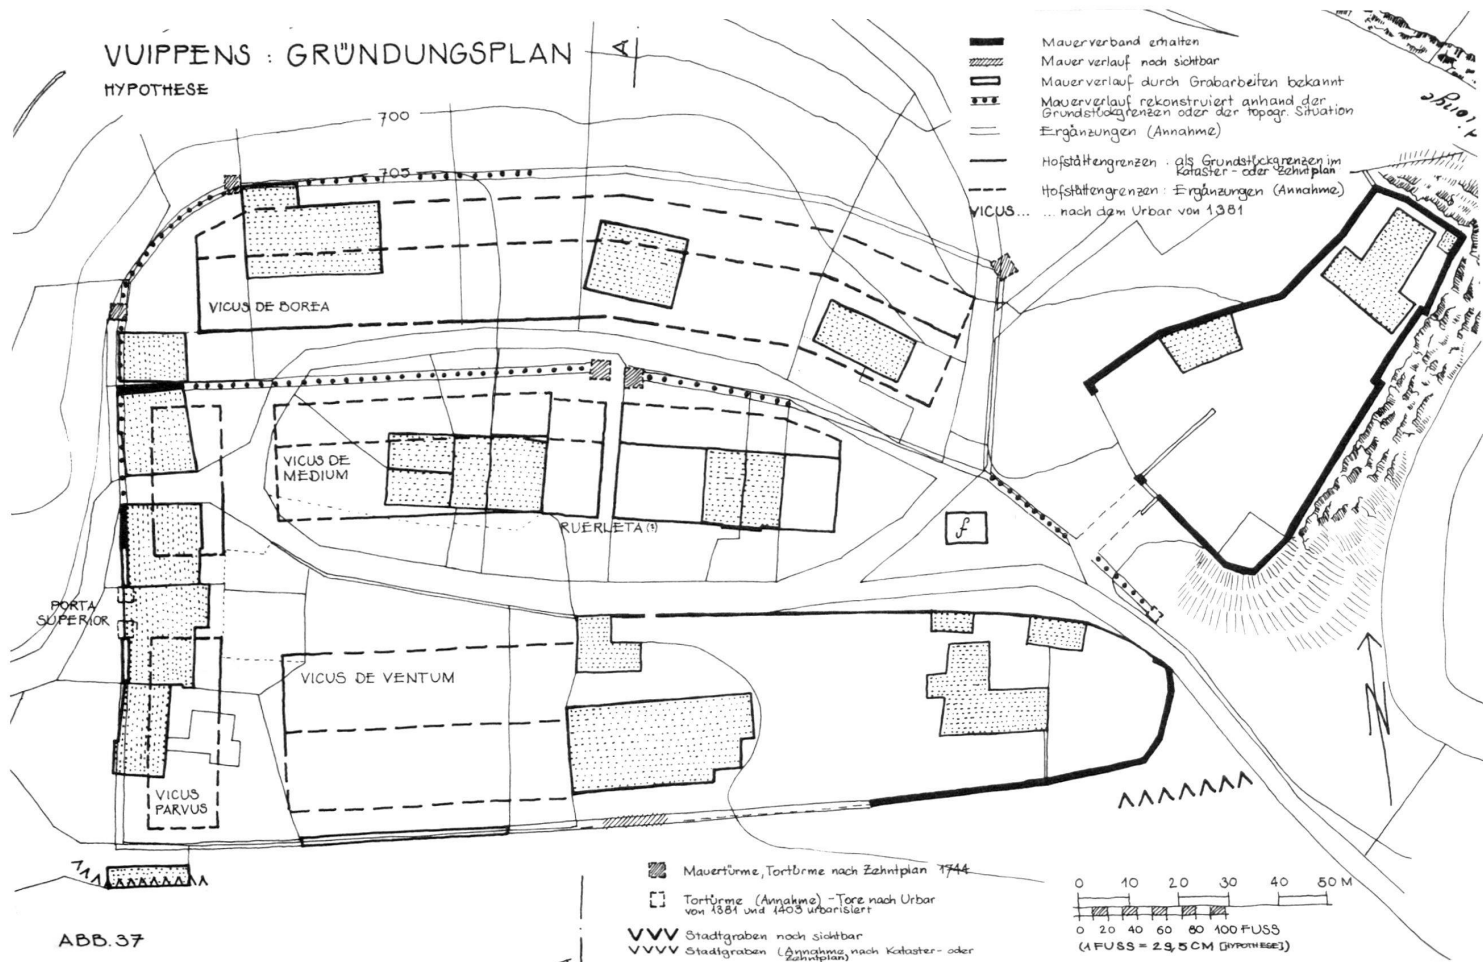 VUIPPENS : GRÜNDUNGSPLAN
HYPOTHESE
A
700
705
Mauerverband erhalten
Mauerverlauf noch sichtbar
Mauerverlauf durch Grabarbeiten bekannt
Mauerverlauf rekonstruiert anhand der
Grundstückgrenzen oder der topogr. Situation
Ergänzungen (Annahme)
Hofstättengrenzen : als Grundstückgrenzen im
Kataster- oder Zehntplan
Hofstättengrenzen : Ergänzungen (Annahme)
VICUS... ... nach dem Urbar von 1381
VICUS DE BOREA
VICUS DE
MEDIUM
RUERLETA (?)
f
PORTA
SUPERIOR
VICUS DE VENTUM
VICUS
PARVUS
N
Mauertürme, Tortürme nach Zehntplan 1744
Tortürme (Annahme) - Tore nach Urbar
von 1381 und 1403 urbarisiert
Stadtgraben noch sichtbar
Stadtgraben (Annahme nach Kataster- oder
Zehntplan)
0 10 20 30 40 50 M
0 20 40 60 80 100 FUSS
(1 FUSS = 29,5 CM [HYPOTHESE])
ABB. 37